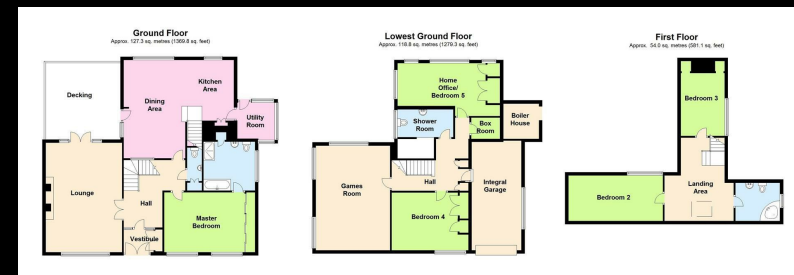 Ground Floor
Approx. 127.3 sq. metres (1369.8 sq. feet)
Decking
Kitchen
Area
Dining
Area
Utility
Room
Lounge
Hall
Master
Bedroom
Vestibule
Lowest Ground Floor
Approx. 118.8 sq. metres (1279.3 sq. feet)
Home
Office/
Bedroom 5
Shower
Room
Box
Room
Boiler
House
Games
Room
Hall
Integral
Garage
Bedroom 4
First Floor
Approx. 54.0 sq. metres (581.1 sq. feet)
Bedroom 3
Bedroom 2
Landing
Area